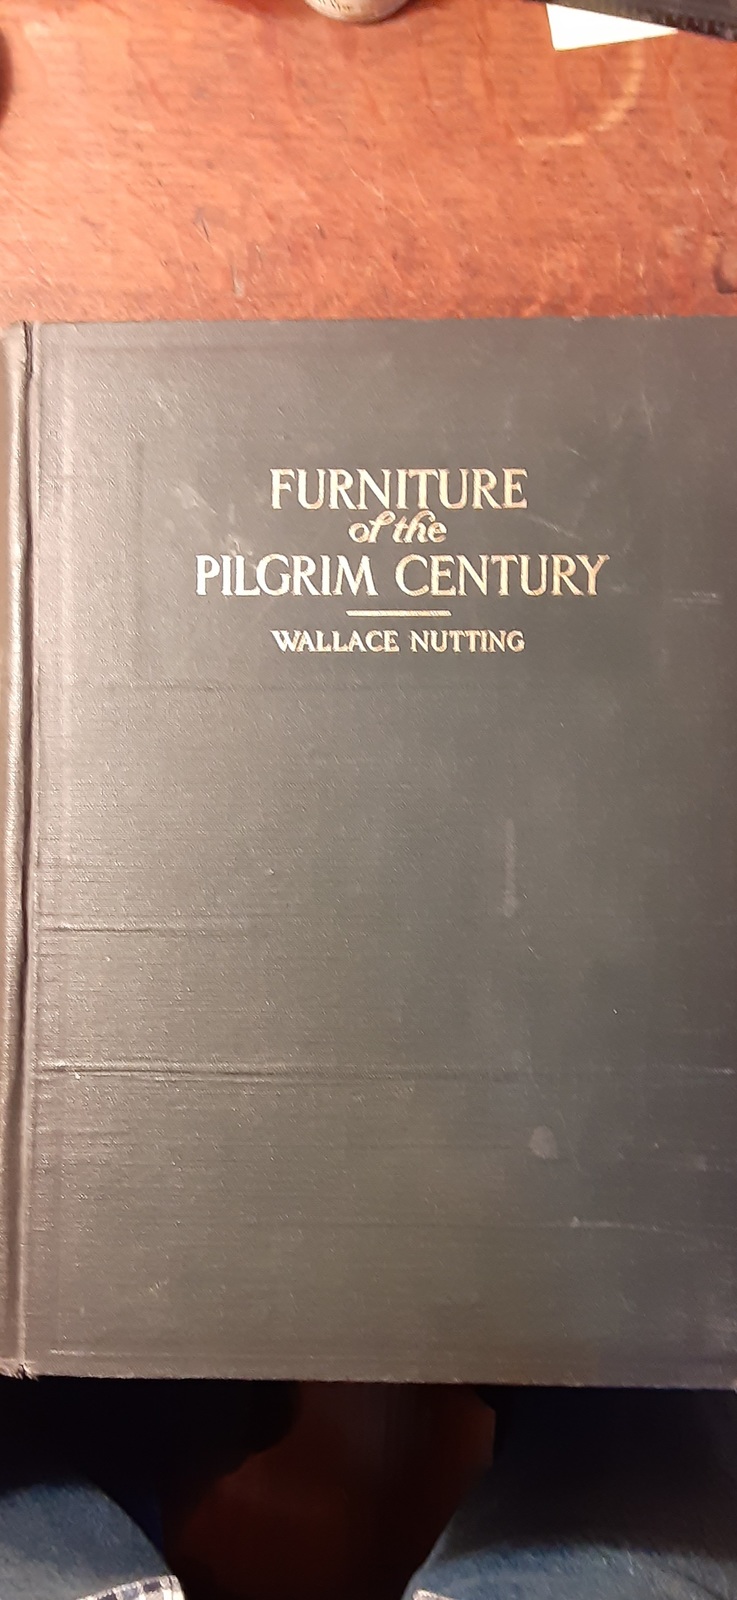 FURNITURE
of the
PILGRIM CENTURY
WALLACE NUTTING